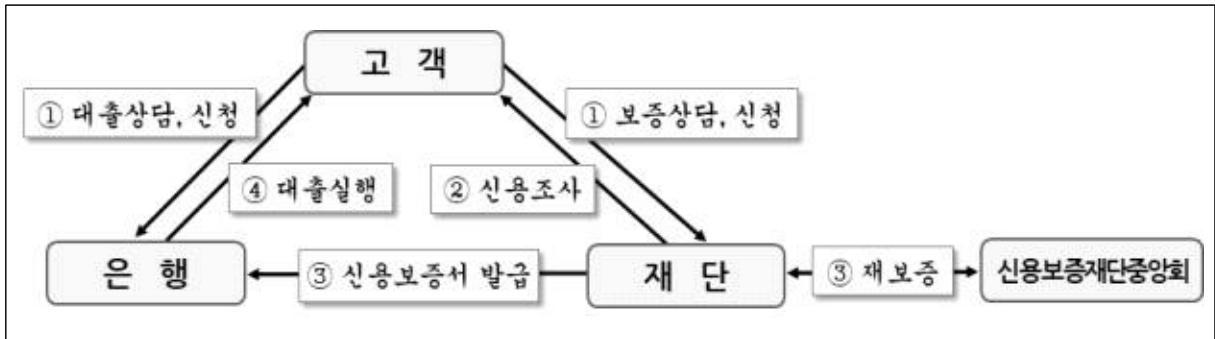 고 객
① 대출상담, 신청
① 보증상담, 신청
④ 대출실행
② 신용조사
은 행
③ 신용보증서 발급
재 단
③ 재보증
신용보증재단중앙회